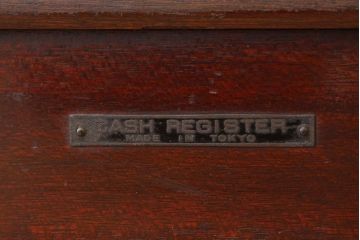 CASH REGISTER
MADE IN TOKYO